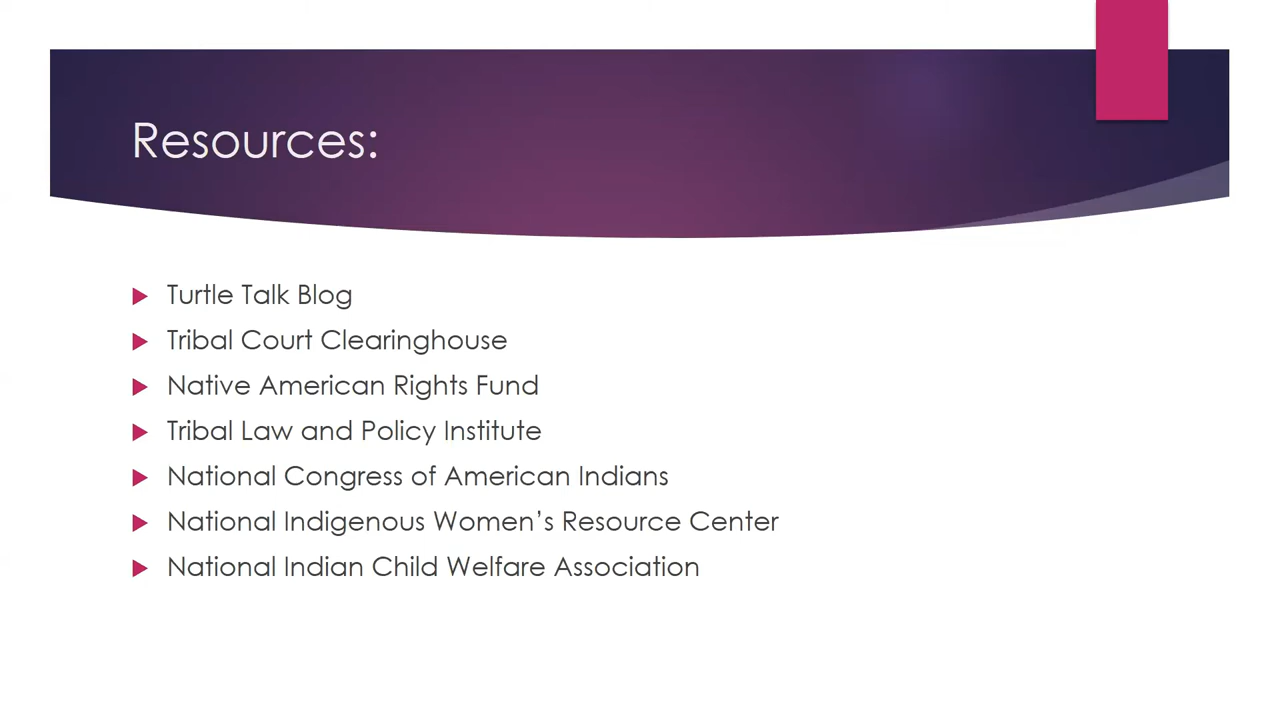 Resources:
Turtle Talk Blog
Tribal Court Clearinghouse
Native American Rights Fund
Tribal Law and Policy Institute
National Congress of American Indians
National Indigenous Women’s Resource Center
National Indian Child Welfare Association